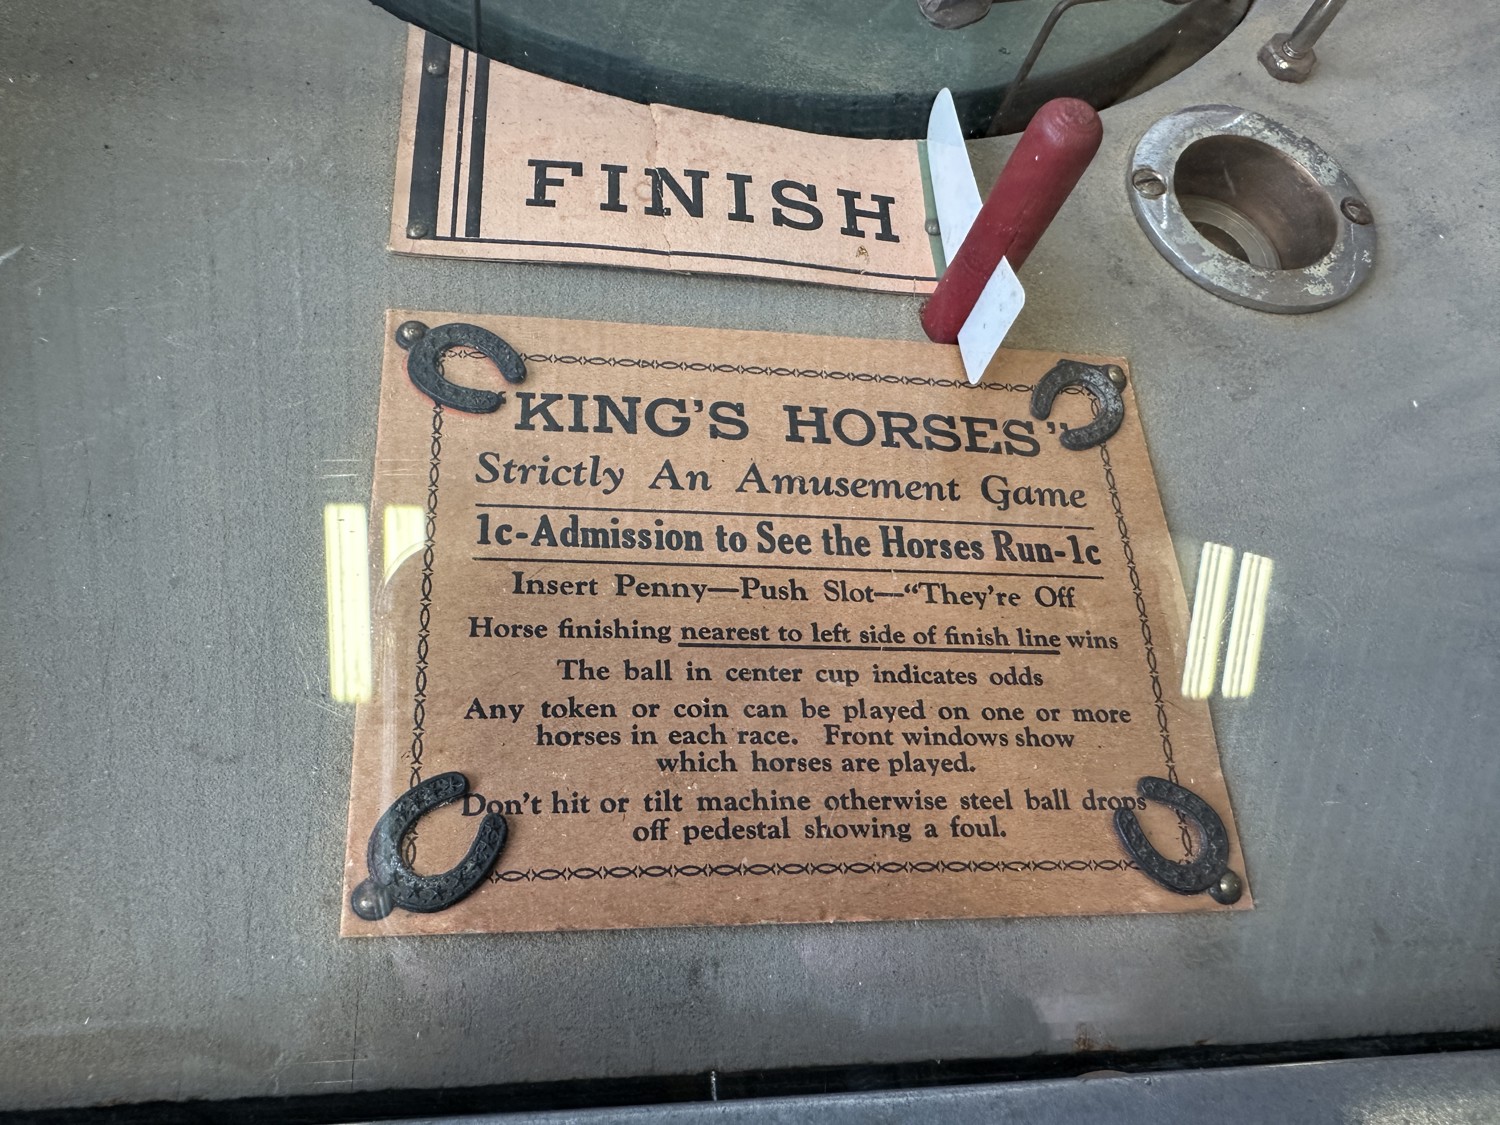 FINISH
"KING'S HORSES"
Strictly An Amusement Game
1c-Admission to See the Horses Run-1c
Insert Penny—Push Slot—"They're Off
Horse finishing nearest to left side of finish line wins
The ball in center cup indicates odds
Any token or coin can be played on one or more
horses in each race. Front windows show
which horses are played.
Don't hit or tilt machine otherwise steel ball drops
off pedestal showing a foul.